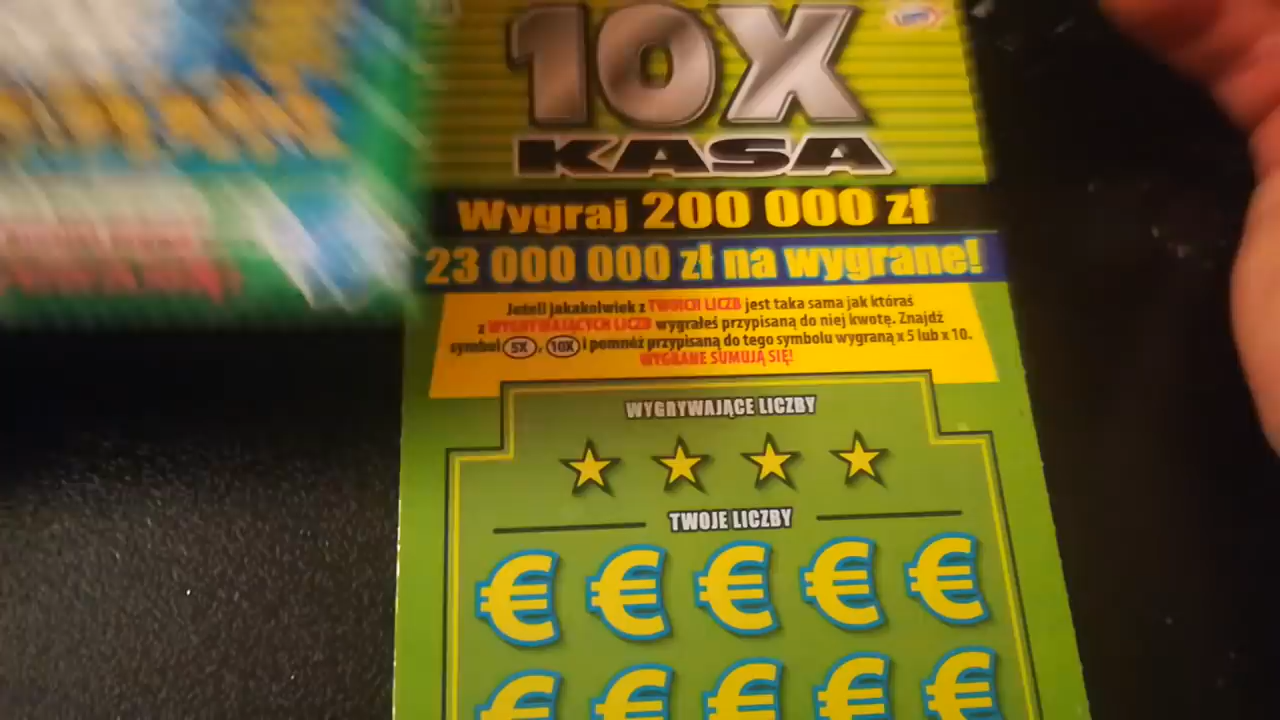 10X
KASA
Wygraj 200 000 zł
23 000 000 zł na wygrane!
Jeżeli jakakolwiek z TWOICH LICZB jest taka sama jak któraś
z WYGRYWAJĄCYCH LICZB wygrałeś przypisaną do niej kwotę. Znajdź
symbol 5X, 10X i pomnóż przypisaną do tego symbolu wygraną x 5 lub x 10.
WYGRANE SUMUJĄ SIĘ!
WYGRYWAJĄCE LICZBY
TWOJE LICZBY
€ € € € €
€ € € € €